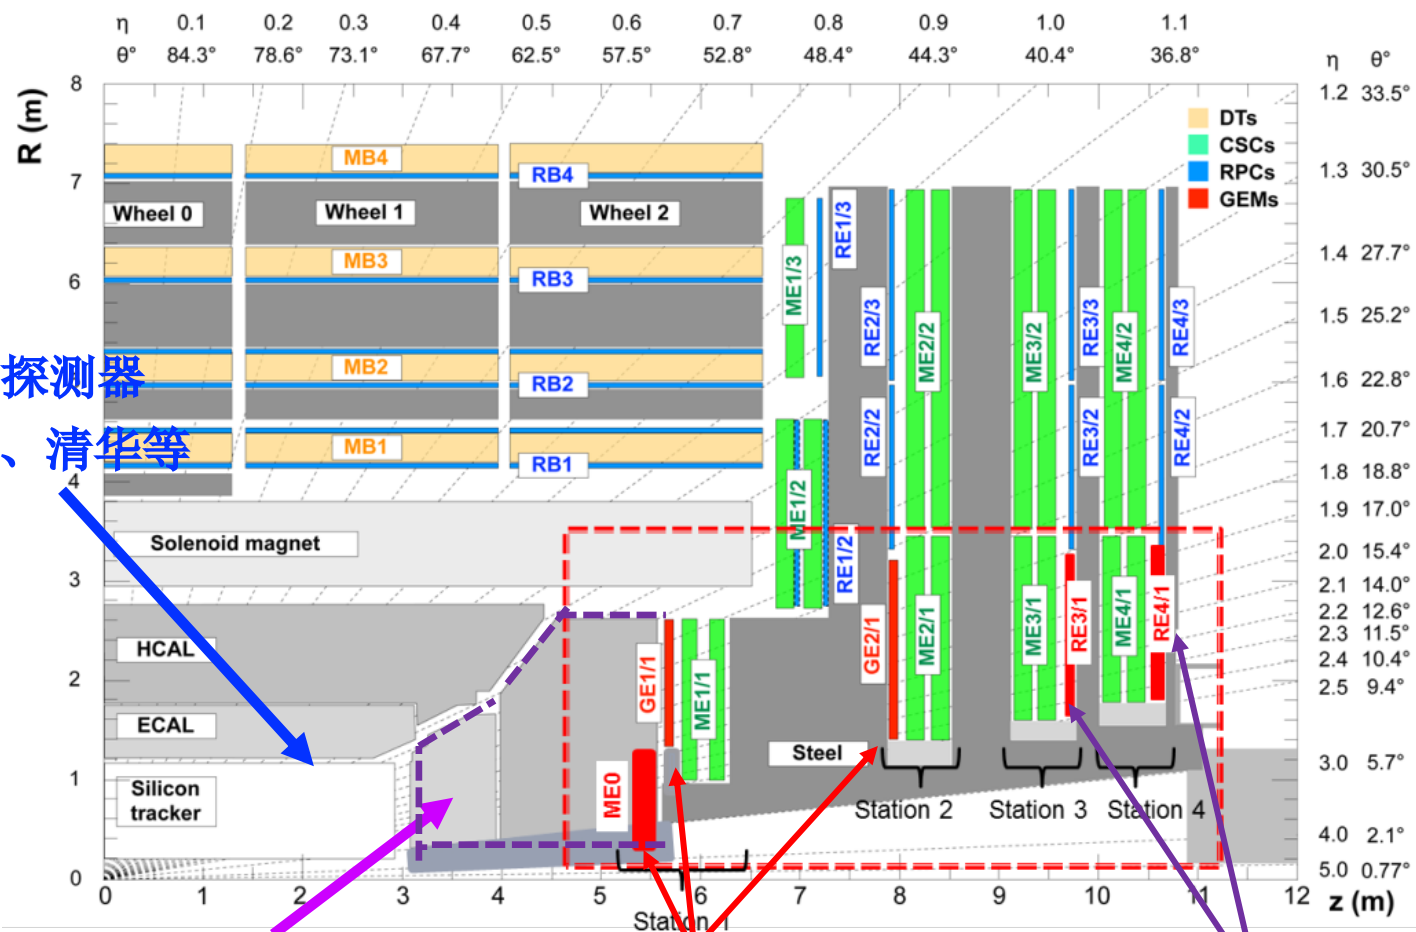 η 0.1 0.2 0.3 0.4 0.5 0.6 0.7 0.8 0.9 1.0 1.1
θ° 84.3° 78.6° 73.1° 67.7° 62.5° 57.5° 52.8° 48.4° 44.3° 40.4° 36.8°
η θ°
R (m)
8
7
6
4
3
2
1
0
1.2 33.5°
1.3 30.5°
1.4 27.7°
1.5 25.2°
1.6 22.8°
1.7 20.7°
1.8 18.8°
1.9 17.0°
2.0 15.4°
2.1 14.0°
2.2 12.6°
2.3 11.5°
2.4 10.4°
2.5 9.4°
3.0 5.7°
4.0 2.1°
5.0 0.77°
DTs
CSCs
RPCs
GEMs
MB4
RB4
Wheel 0
Wheel 1
Wheel 2
MB3
RB3
MB2
RB2
MB1
RB1
探测器
、清华等
Solenoid magnet
HCAL
ECAL
Silicon
tracker
Steel
ME1/3
RE1/3
ME1/2
RE1/2
RE2/3
RE2/2
ME2/2
ME3/2
RE3/3
RE3/2
ME4/2
RE4/3
RE4/2
GE1/1
ME1/1
ME0
GE2/1
ME2/1
ME3/1
RE3/1
ME4/1
RE4/1
Station 2
Station 3
Station 4
Station 1
0 1 2 3 4 5 6 7 8 9 10 11 12
z (m)